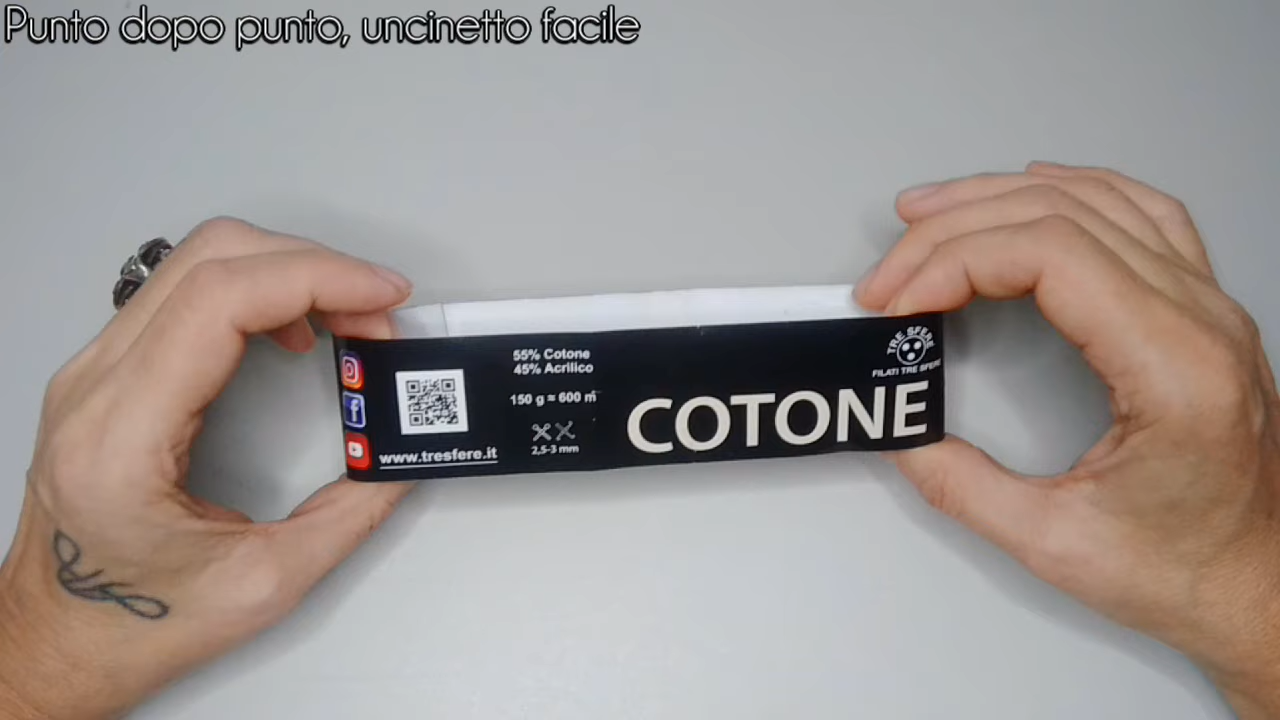 Punto dopo punto, uncinetto facile
55% Cotone
45% Acrilico
150 g ≈ 600 m
2,5-3 mm
www.tresfere.it
COTONE
TRE SFERE
FILATI TRE SFERE